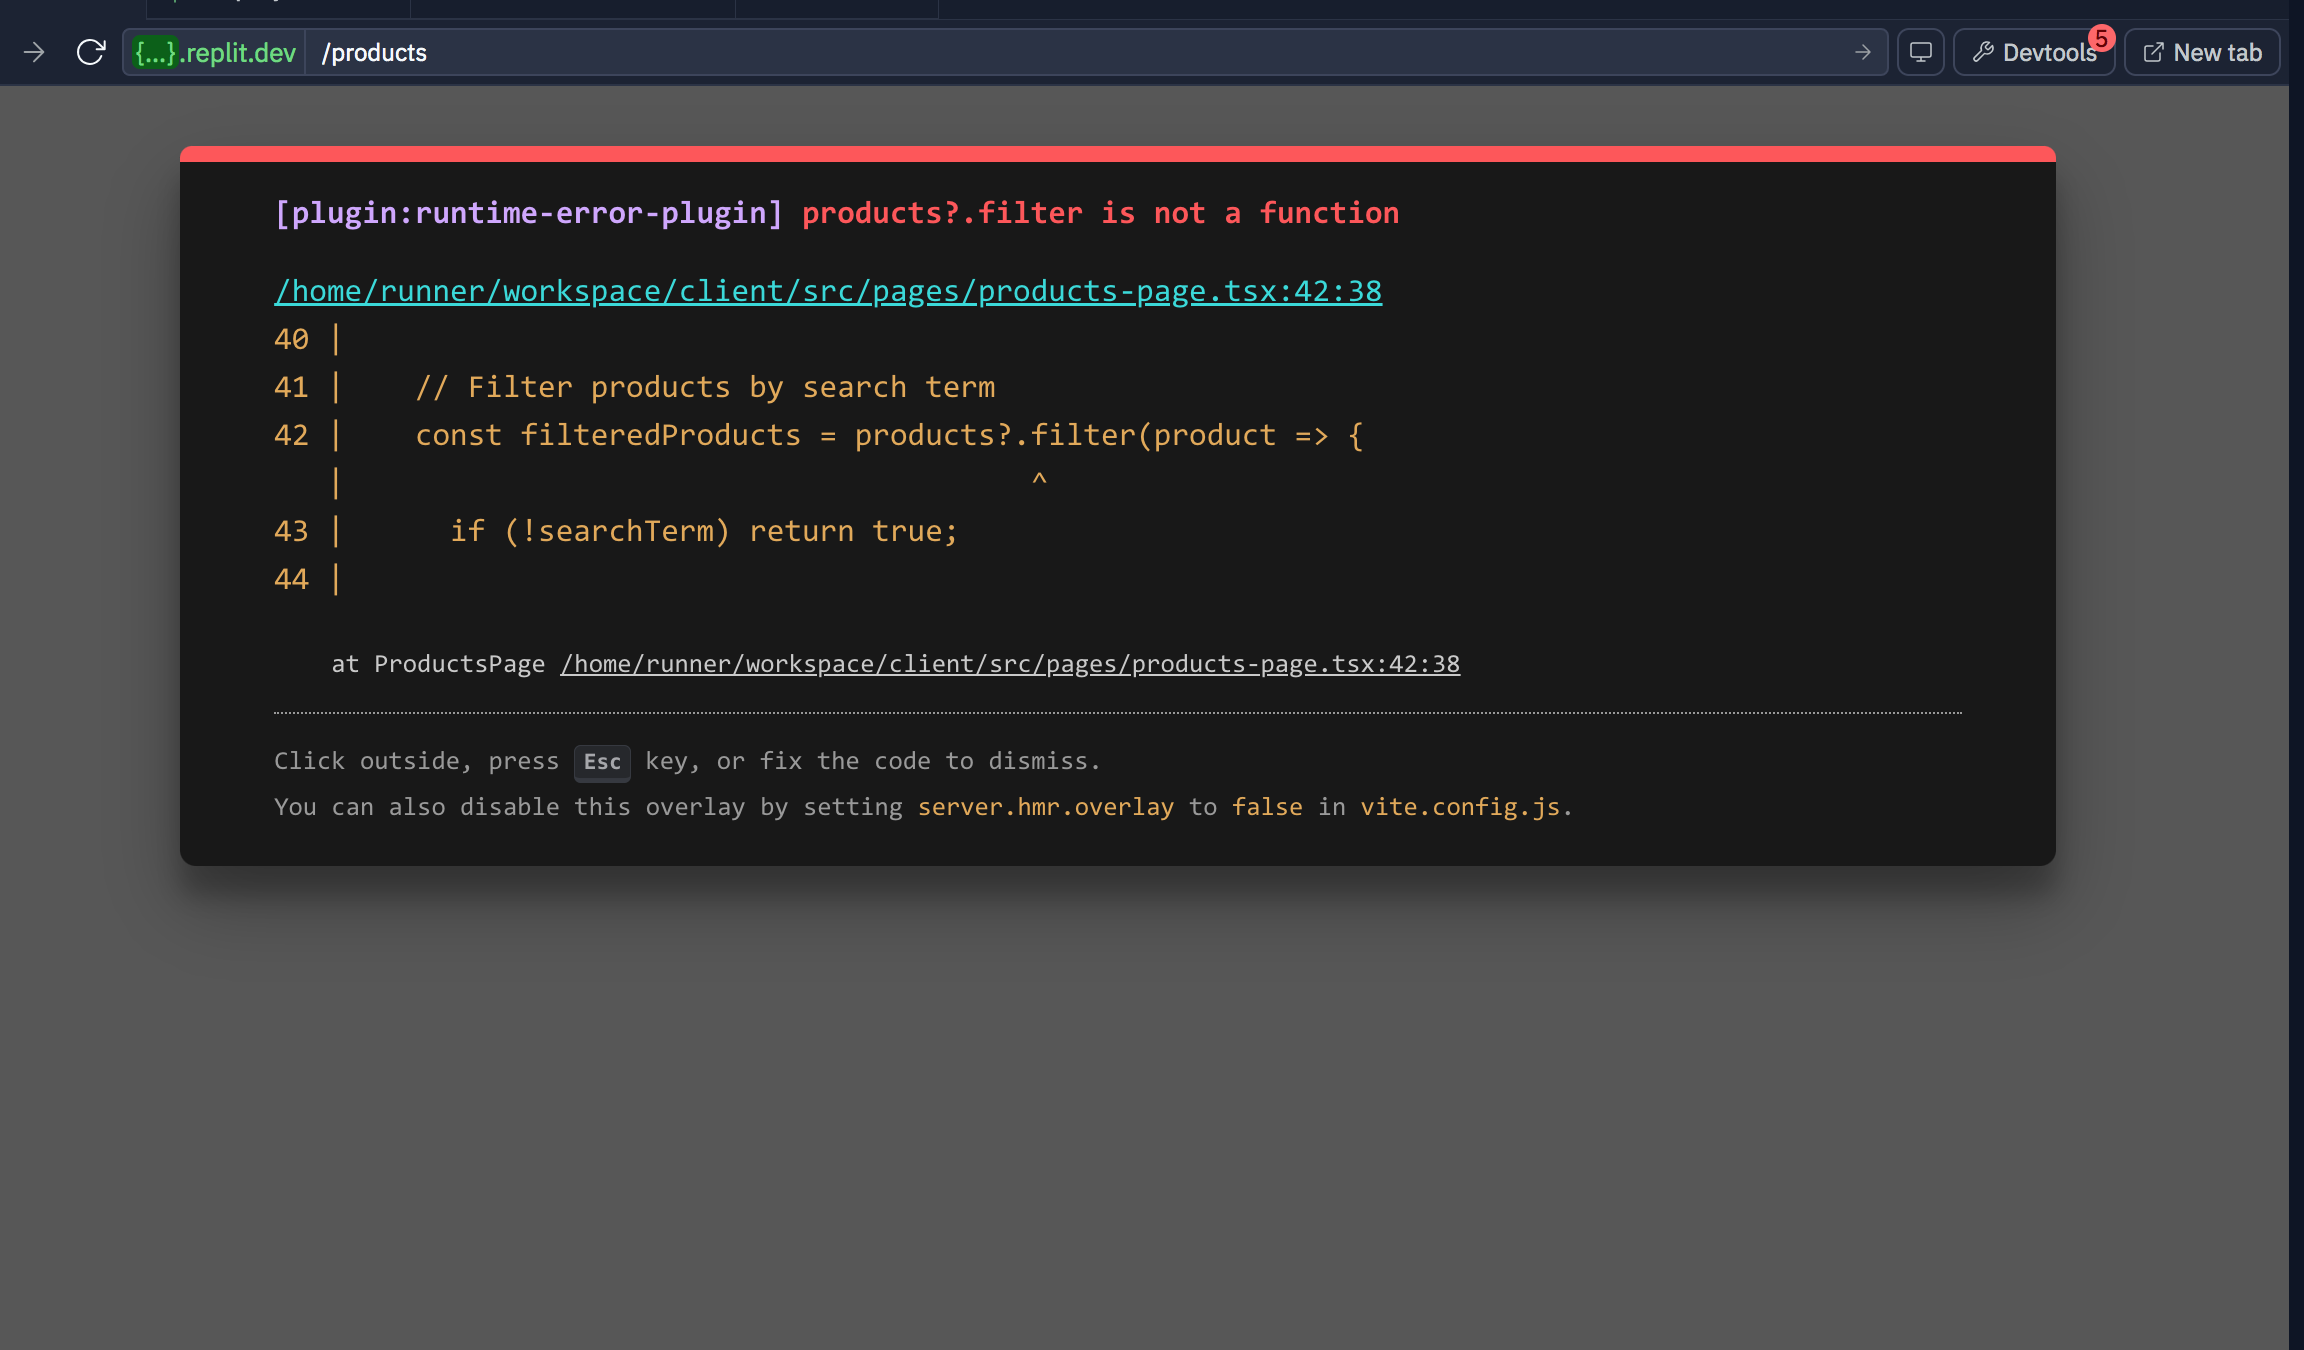 {...}.replit.dev /products Devtools 5 New tab
[plugin:runtime-error-plugin] products?.filter is not a function
/home/runner/workspace/client/src/pages/products-page.tsx:42:38
40 |
41 |    // Filter products by search term
42 |    const filteredProducts = products?.filter(product => {
   |                                       ^
43 |      if (!searchTerm) return true;
44 |
at ProductsPage /home/runner/workspace/client/src/pages/products-page.tsx:42:38
Click outside, press Esc key, or fix the code to dismiss.
You can also disable this overlay by setting server.hmr.overlay to false in vite.config.js.